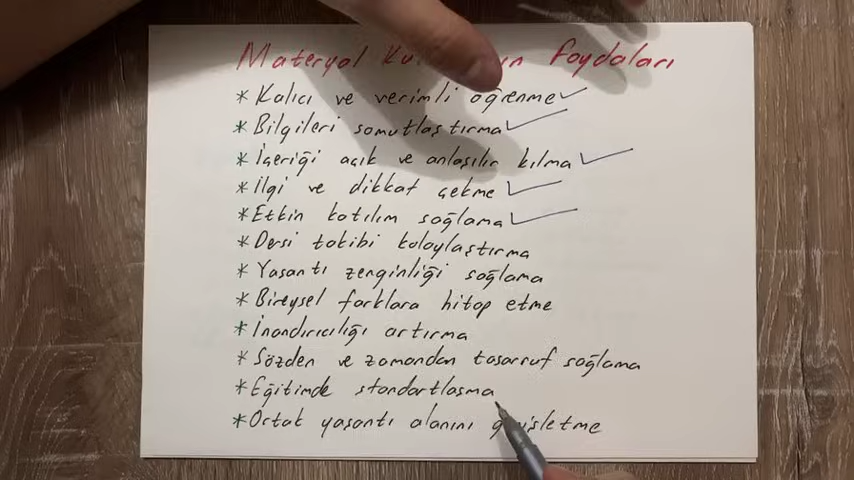 Materyal Faydaları
* Kalıcı ve verimli öğrenme ✓
* Bilgileri somutlaştırma ✓
* İçeriği açık ve anlaşılır kılma ✓
* İlgi ve dikkat çekme ✓
* Etkin katılım sağlama ✓
* Dersi takibi kolaylaştırma
* Yaşantı zenginliği sağlama
* Bireysel farklara hitap etme
* İnandırıcılığı artırma
* Sözden ve zamandan tasarruf sağlama
* Eğitimde standartlaşma
* Ortak yaşantı alanını genişletme